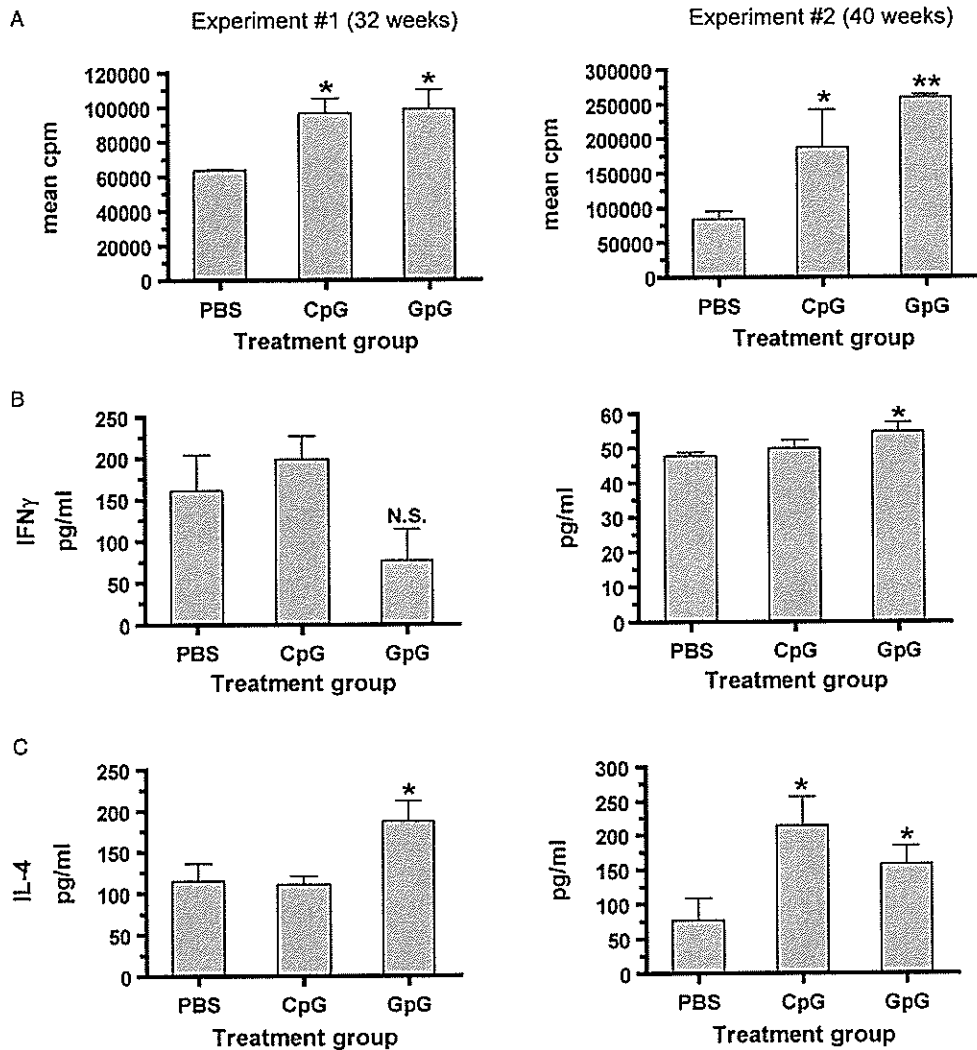 A
Experiment #1 (32 weeks)
Experiment #2 (40 weeks)
mean cpm
120000
100000
80000
60000
40000
20000
0
*
*
PBS
CpG
GpG
Treatment group
mean cpm
300000
250000
200000
150000
100000
50000
0
*
**
PBS
CpG
GpG
Treatment group
B
IFNγ
pg/ml
250
200
150
100
50
0
N.S.
PBS
CpG
GpG
Treatment group
pg/ml
60
50
40
30
20
10
0
*
PBS
CpG
GpG
Treatment group
C
IL-4
pg/ml
250
200
150
100
50
0
*
PBS
CpG
GpG
Treatment group
pg/ml
300
250
200
150
100
50
0
*
*
PBS
CpG
GpG
Treatment group